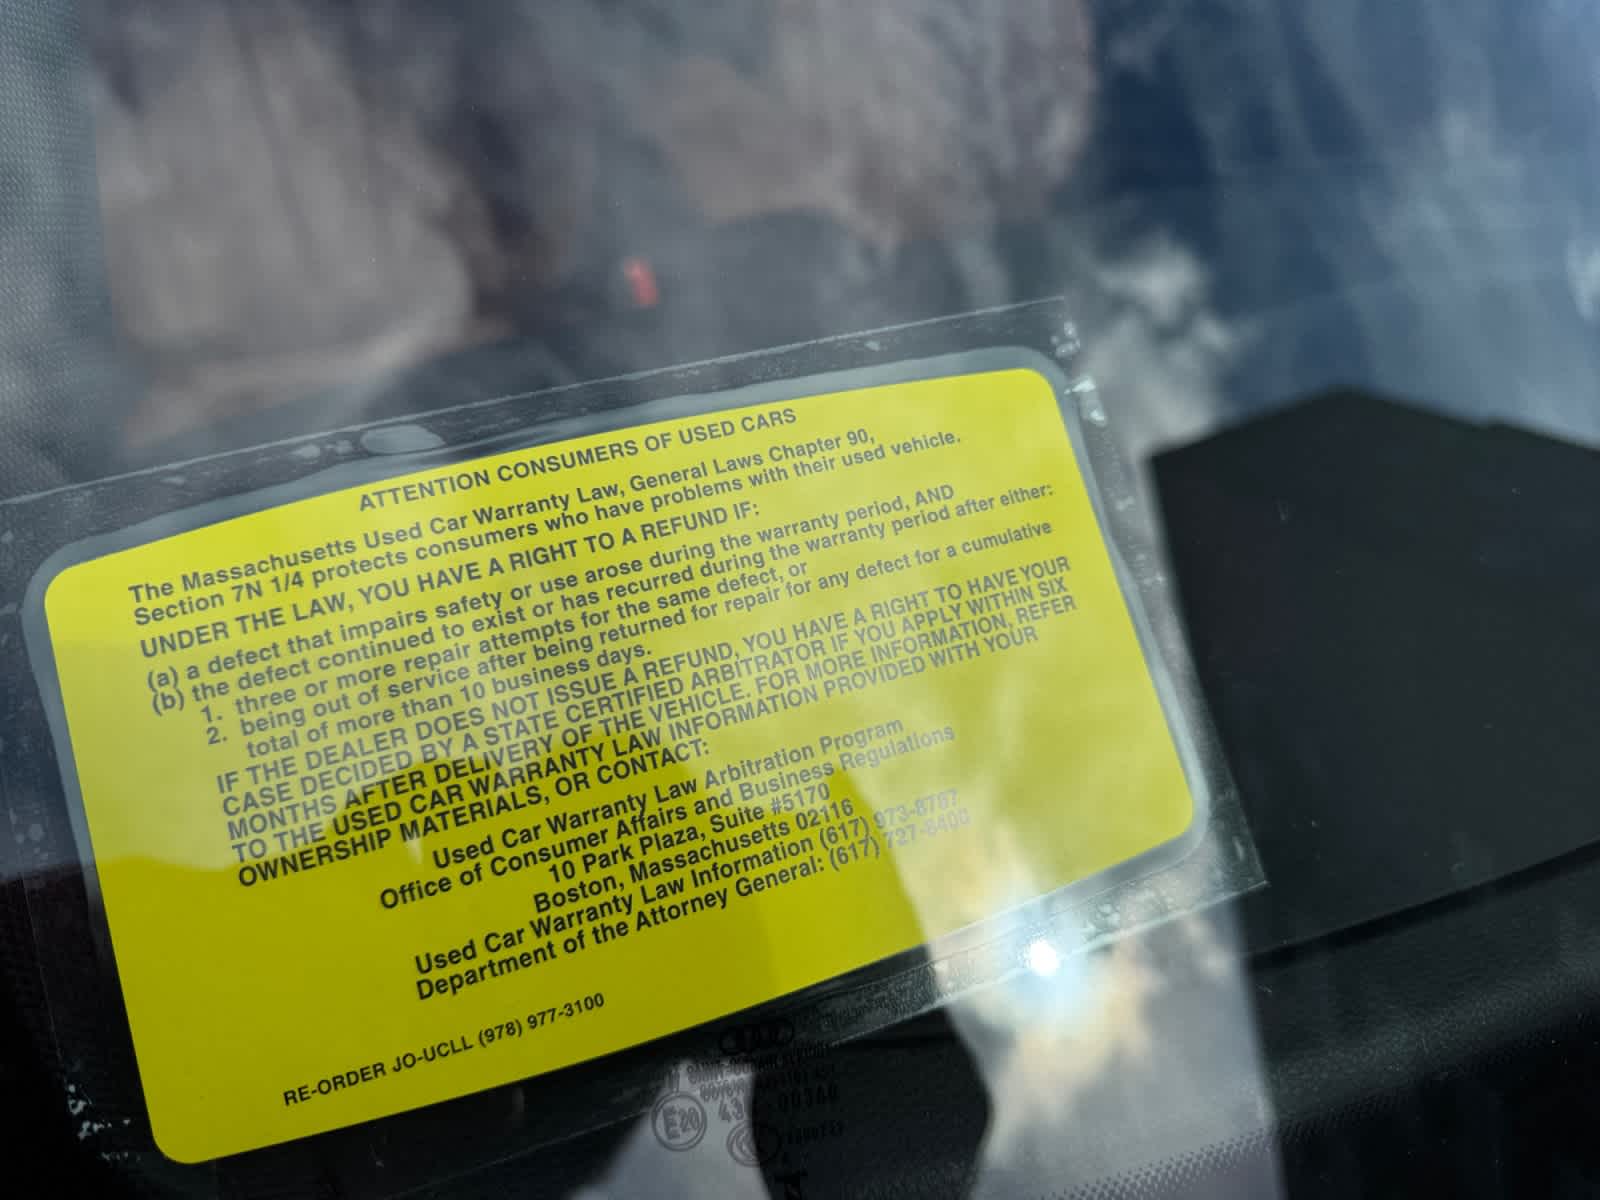 ATTENTION CONSUMERS OF USED CARS
The Massachusetts Used Car Warranty Law, General Laws Chapter 90,
Section 7N 1/4 protects consumers who have problems with their used vehicle.
UNDER THE LAW, YOU HAVE A RIGHT TO A REFUND IF:
(a) a defect that impairs safety or use arose during the warranty period, AND
(b) the defect continued to exist or has recurred during the warranty period after either:
1. three or more repair attempts for the same defect, or
2. being out of service after being returned for repair for any defect for a cumulative
total of more than 10 business days.
IF THE DEALER DOES NOT ISSUE A REFUND, YOU HAVE A RIGHT TO HAVE YOUR
CASE DECIDED BY A STATE CERTIFIED ARBITRATOR IF YOU APPLY WITHIN SIX
MONTHS AFTER DELIVERY OF THE VEHICLE. FOR MORE INFORMATION, REFER
TO THE USED CAR WARRANTY LAW INFORMATION PROVIDED WITH YOUR
OWNERSHIP MATERIALS, OR CONTACT:
Used Car Warranty Law Arbitration Program
Office of Consumer Affairs and Business Regulations
10 Park Plaza, Suite #5170
Boston, Massachusetts 02116
Used Car Warranty Law Information (617) 973-8787
Department of the Attorney General: (617) 727-8400
RE-ORDER JO-UCLL (978) 977-3100
E20